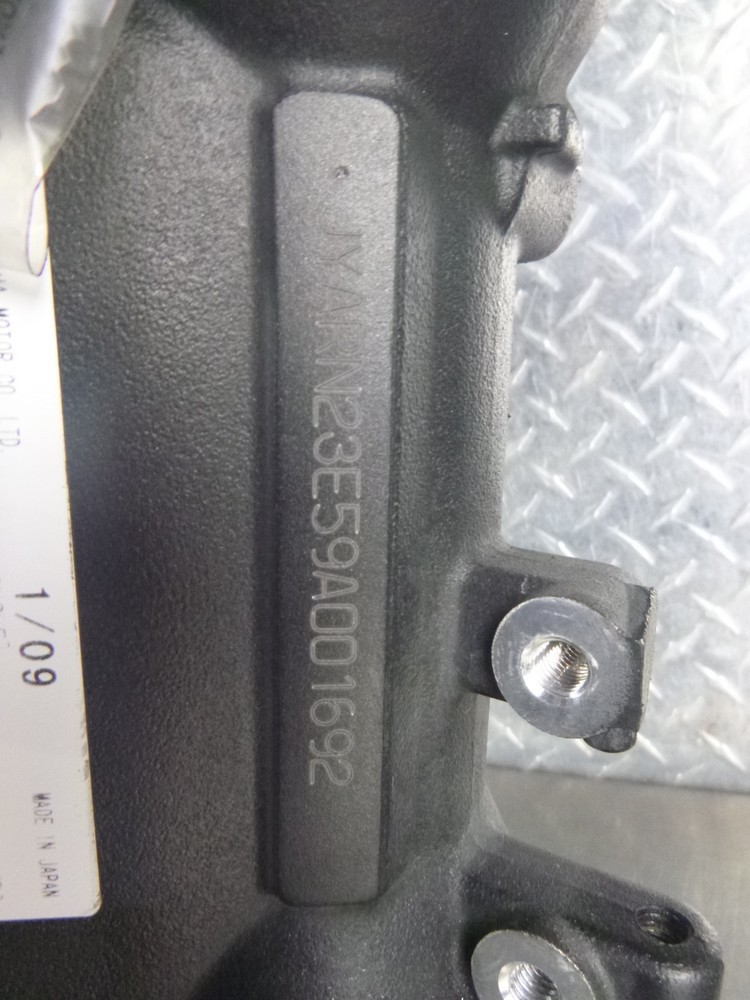 JYARN23E59A001692
MOTOR CO., LTD.
1/09
MADE IN JAPAN